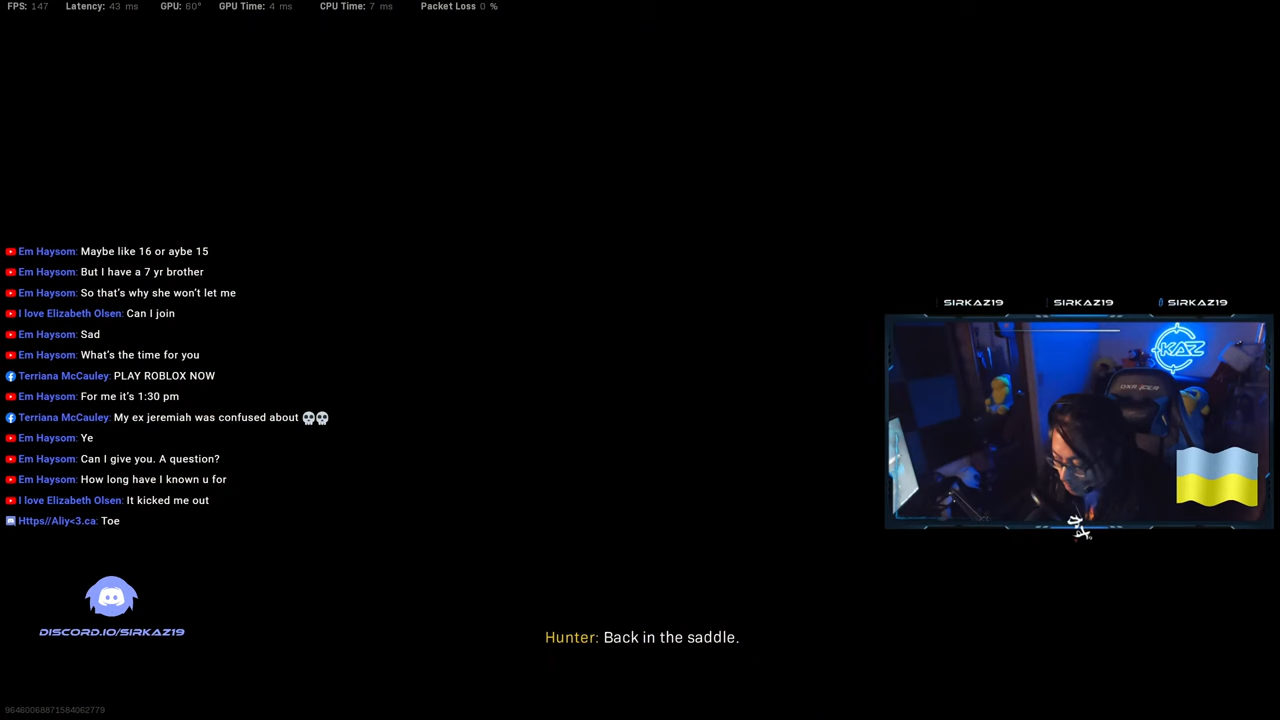 FPS: 147 Latency: 43 ms GPU: 60° GPU Time: 4 ms CPU Time: 7 ms Packet Loss 0 %
Em Haysom: Maybe like 16 or aybe 15
Em Haysom: But I have a 7 yr brother
Em Haysom: So that's why she won't let me
I love Elizabeth Olsen: Can I join
Em Haysom: Sad
Em Haysom: What's the time for you
Terriana McCauley: PLAY ROBLOX NOW
Em Haysom: For me it's 1:30 pm
Terriana McCauley: My ex jeremiah was confused about 💀💀
Em Haysom: Ye
Em Haysom: Can I give you. A question?
Em Haysom: How long have I known u for
I love Elizabeth Olsen: It kicked me out
Https//Aliy<3.ca: Toe
SIRKAZ19 SIRKAZ19 SIRKAZ19
KAZ
DISCORD.IO/SIRKAZ19
Hunter: Back in the saddle.
96460068871584062779